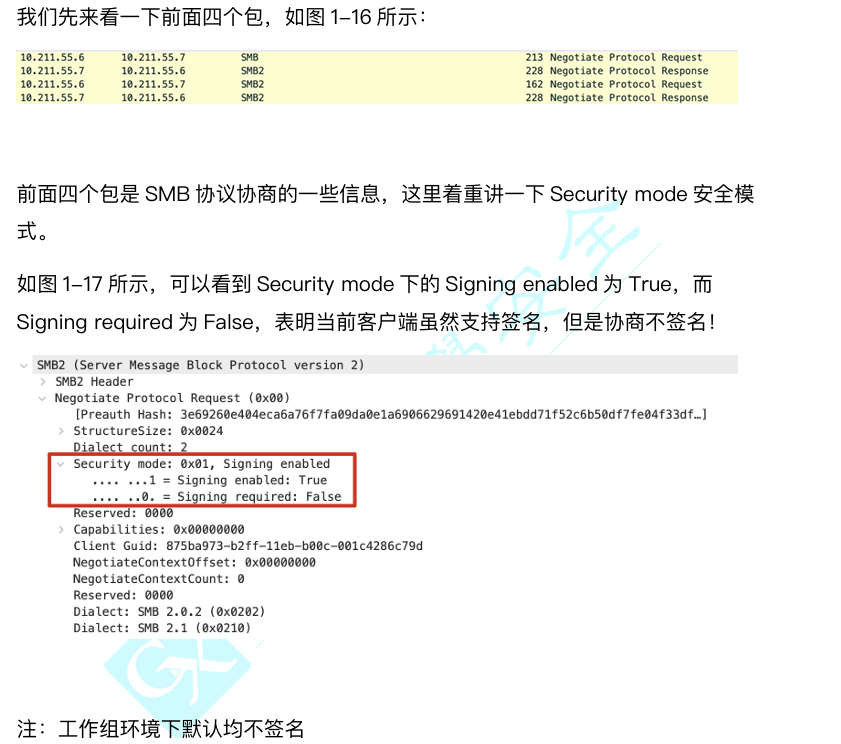 我们先来看一下前面四个包，如图 1-16 所示：
10.211.55.6 10.211.55.7 SMB 213 Negotiate Protocol Request
10.211.55.7 10.211.55.6 SMB2 228 Negotiate Protocol Response
10.211.55.6 10.211.55.7 SMB2 162 Negotiate Protocol Request
10.211.55.7 10.211.55.6 SMB2 228 Negotiate Protocol Response
前面四个包是 SMB 协议协商的一些信息，这里着重讲一下 Security mode 安全模
式。
如图 1-17 所示，可以看到 Security mode 下的 Signing enabled 为 True，而
Signing required 为 False，表明当前客户端虽然支持签名，但是协商不签名！
SMB2 (Server Message Block Protocol version 2)
SMB2 Header
Negotiate Protocol Request (0x00)
[Preauth Hash: 3e69260e404eca6a76f7fa09da0e1a6906629691420e41ebdd71f52c6b50df7fe04f33df…]
StructureSize: 0x0024
Dialect count: 2
Security mode: 0x01, Signing enabled
.... ...1 = Signing enabled: True
.... ..0. = Signing required: False
Reserved: 0000
Capabilities: 0x00000000
Client Guid: 875ba973-b2ff-11eb-b00c-001c4286c79d
NegotiateContextOffset: 0x00000000
NegotiateContextCount: 0
Reserved: 0000
Dialect: SMB 2.0.2 (0x0202)
Dialect: SMB 2.1 (0x0210)
注：工作组环境下默认均不签名